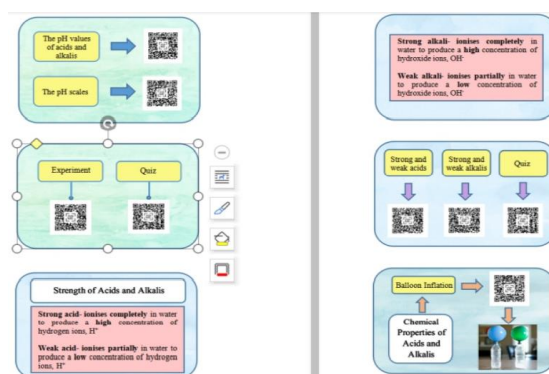 The pH values
of acids and
alkalis
The pH scales
Experiment
Quiz
Strength of Acids and Alkalis
Strong acid- ionises completely in water
to produce a high concentration of
hydrogen ions, H⁺
Weak acid- ionises partially in water to
produce a low concentration of hydrogen
ions, H⁺
Strong alkali- ionises completely in
water to produce a high concentration of
hydroxide ions, OH⁻
Weak alkali- ionises partially in water
to produce a low concentration of
hydroxide ions, OH⁻
Strong and
weak acids
Strong and
weak alkalis
Quiz
Balloon Inflation
Chemical
Properties of
Acids and
Alkalis